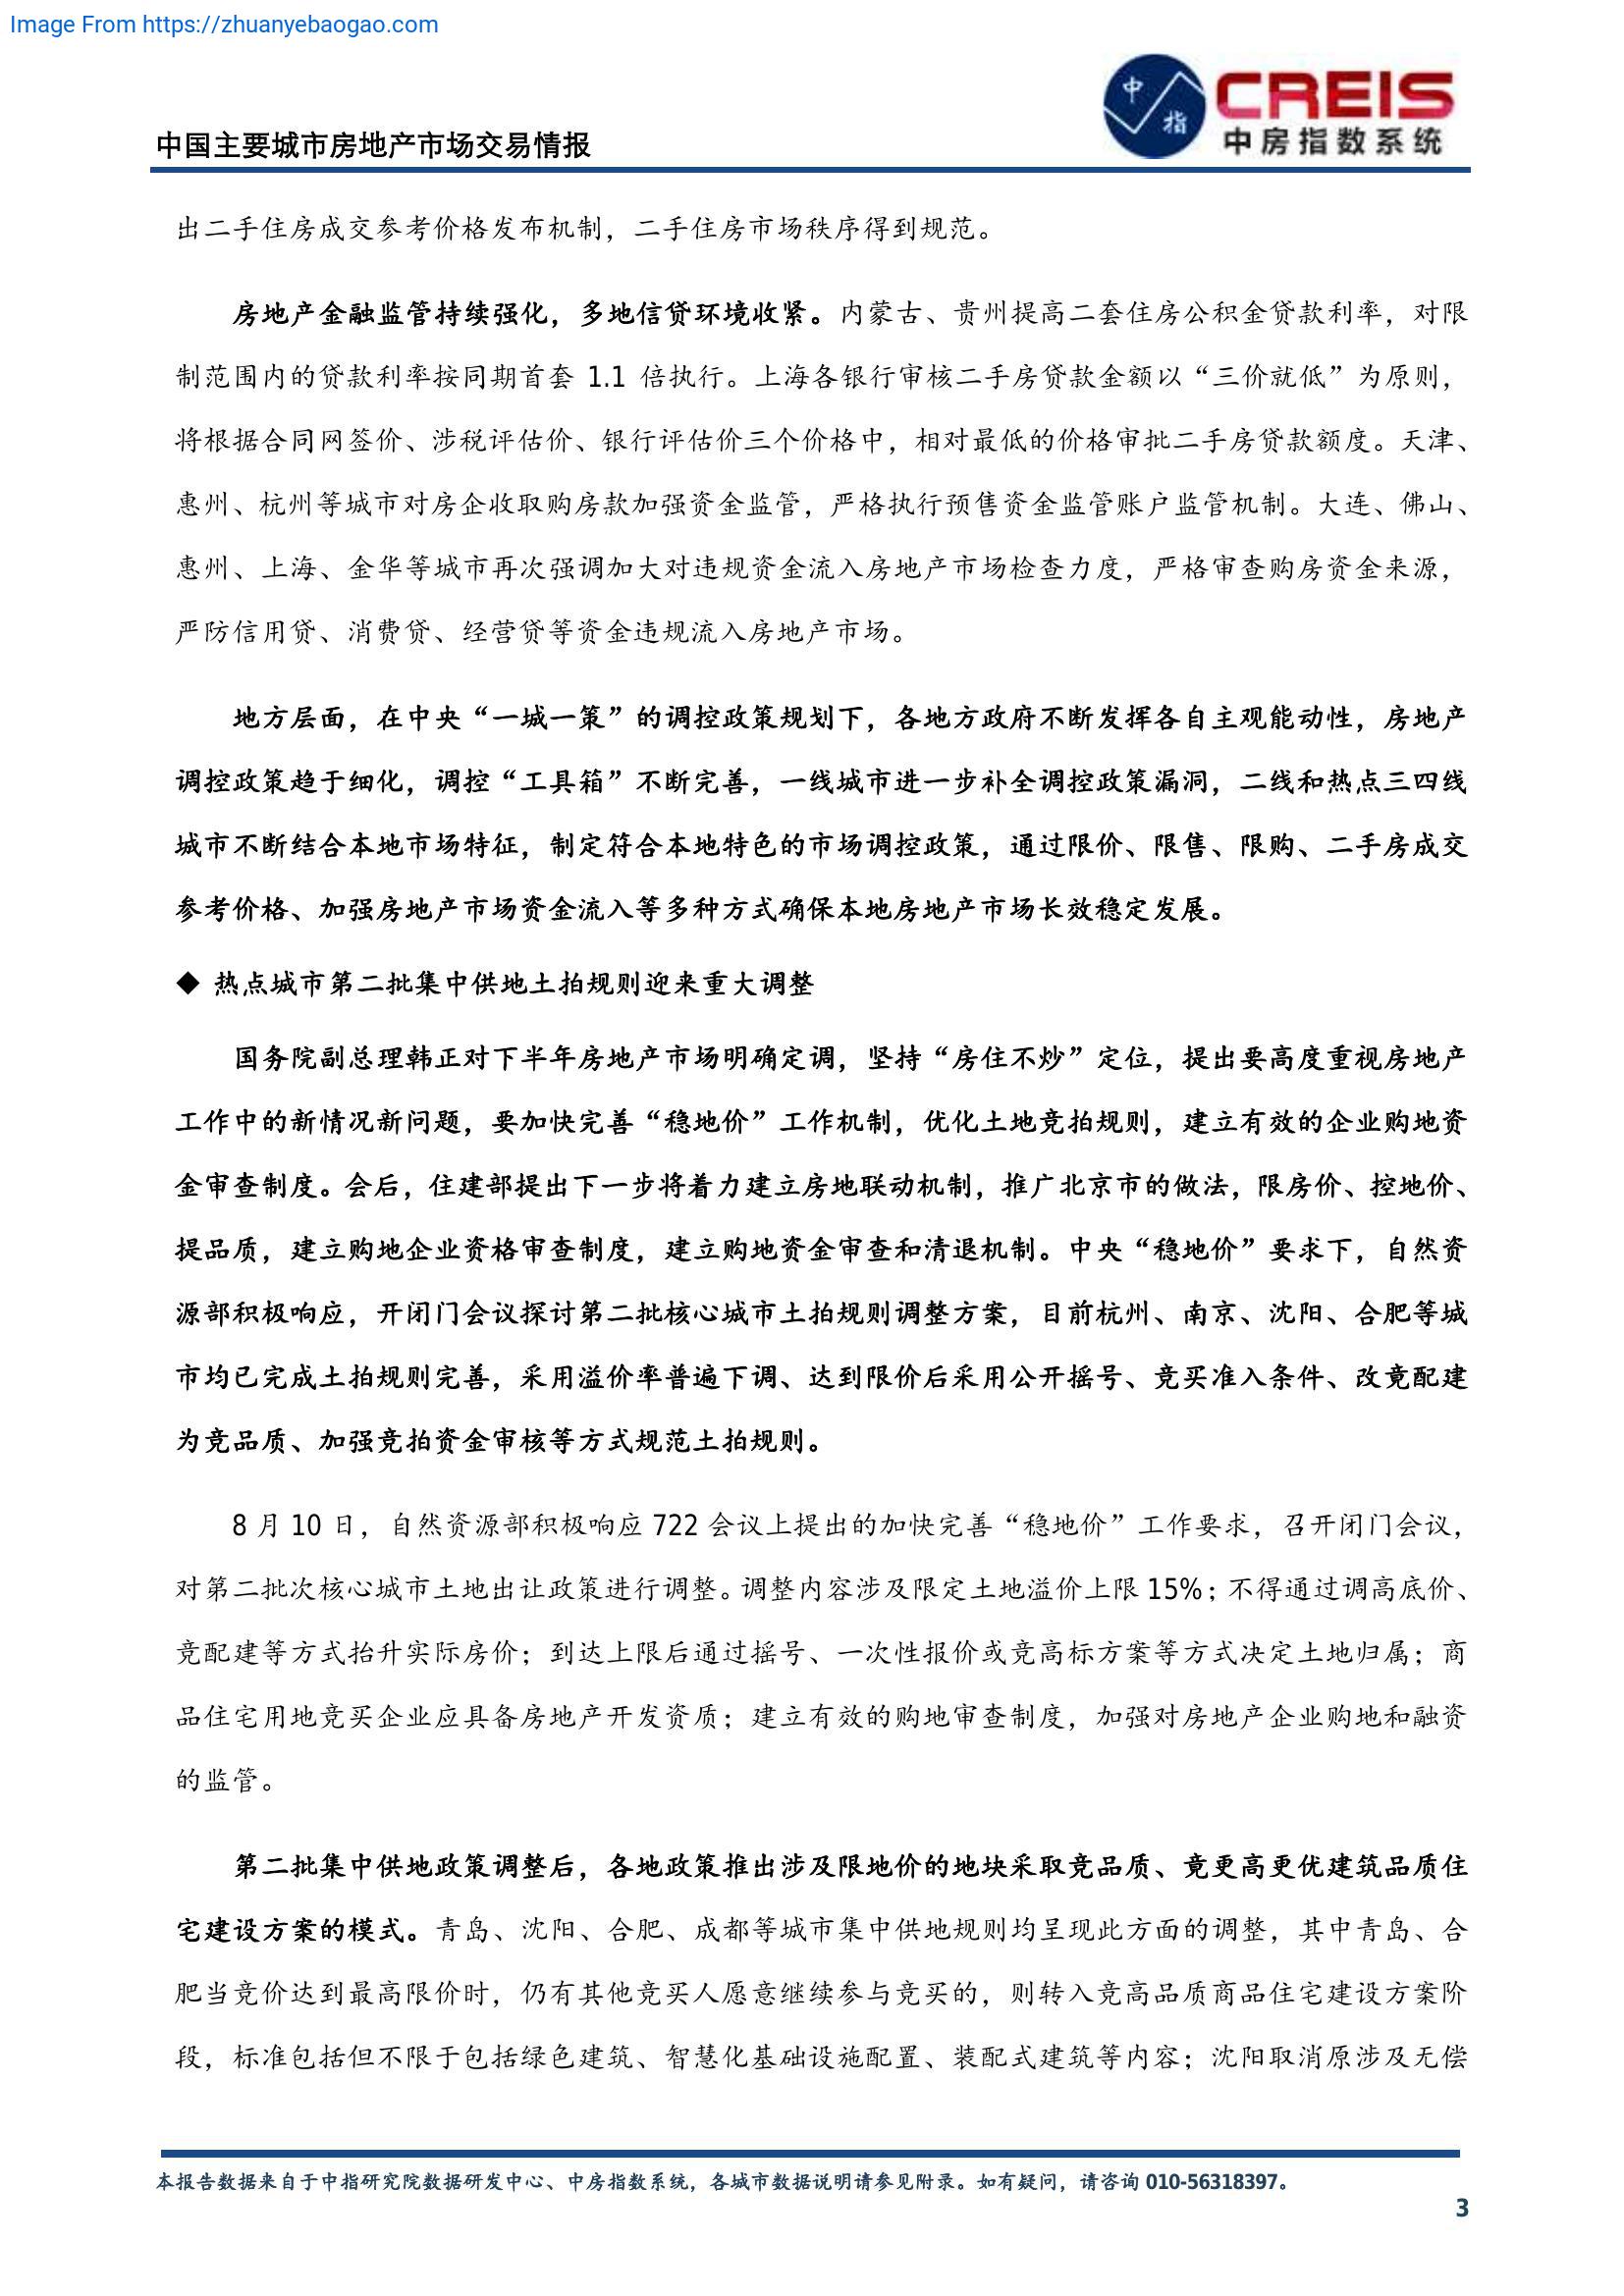 Image From https://zhuanyebaogao.com
中 指
CREIS
中房指数系统
中国主要城市房地产市场交易情报
出二手住房成交参考价格发布机制，二手住房市场秩序得到规范。
房地产金融监管持续强化，多地信贷环境收紧。内蒙古、贵州提高二套住房公积金贷款利率，对限
制范围内的贷款利率按同期首套 1.1 倍执行。上海各银行审核二手房贷款金额以“三价就低”为原则，
将根据合同网签价、涉税评估价、银行评估价三个价格中，相对最低的价格审批二手房贷款额度。天津、
惠州、杭州等城市对房企收取购房款加强资金监管，严格执行预售资金监管账户监管机制。大连、佛山、
惠州、上海、金华等城市再次强调加大对违规资金流入房地产市场检查力度，严格审查购房资金来源，
严防信用贷、消费贷、经营贷等资金违规流入房地产市场。
地方层面，在中央“一城一策”的调控政策规划下，各地方政府不断发挥各自主观能动性，房地产
调控政策趋于细化，调控“工具箱”不断完善，一线城市进一步补全调控政策漏洞，二线和热点三四线
城市不断结合本地市场特征，制定符合本地特色的市场调控政策，通过限价、限售、限购、二手房成交
参考价格、加强房地产市场资金流入等多种方式确保本地房地产市场长效稳定发展。
◆ 热点城市第二批集中供地土拍规则迎来重大调整
国务院副总理韩正对下半年房地产市场明确定调，坚持“房住不炒”定位，提出要高度重视房地产
工作中的新情况新问题，要加快完善“稳地价”工作机制，优化土地竞拍规则，建立有效的企业购地资
金审查制度。会后，住建部提出下一步将着力建立房地联动机制，推广北京市的做法，限房价、控地价、
提品质，建立购地企业资格审查制度，建立购地资金审查和清退机制。中央“稳地价”要求下，自然资
源部积极响应，开闭门会议探讨第二批核心城市土拍规则调整方案，目前杭州、南京、沈阳、合肥等城
市均已完成土拍规则完善，采用溢价率普遍下调、达到限价后采用公开摇号、竞买准入条件、改竟配建
为竞品质、加强竞拍资金审核等方式规范土拍规则。
8 月 10 日，自然资源部积极响应 722 会议上提出的加快完善“稳地价”工作要求，召开闭门会议，
对第二批次核心城市土地出让政策进行调整。调整内容涉及限定土地溢价上限 15%；不得通过调高底价、
竞配建等方式抬升实际房价；到达上限后通过摇号、一次性报价或竞高标方案等方式决定土地归属；商
品住宅用地竞买企业应具备房地产开发资质；建立有效的购地审查制度，加强对房地产企业购地和融资
的监管。
第二批集中供地政策调整后，各地政策推出涉及限地价的地块采取竞品质、竟更高更优建筑品质住
宅建设方案的模式。青岛、沈阳、合肥、成都等城市集中供地规则均呈现此方面的调整，其中青岛、合
肥当竞价达到最高限价时，仍有其他竞买人愿意继续参与竞买的，则转入竞高品质商品住宅建设方案阶
段，标准包括但不限于包括绿色建筑、智慧化基础设施配置、装配式建筑等内容；沈阳取消原涉及无偿
本报告数据来自于中指研究院数据研发中心、中房指数系统，各城市数据说明请参见附录。如有疑问，请咨询 010-56318397。
3